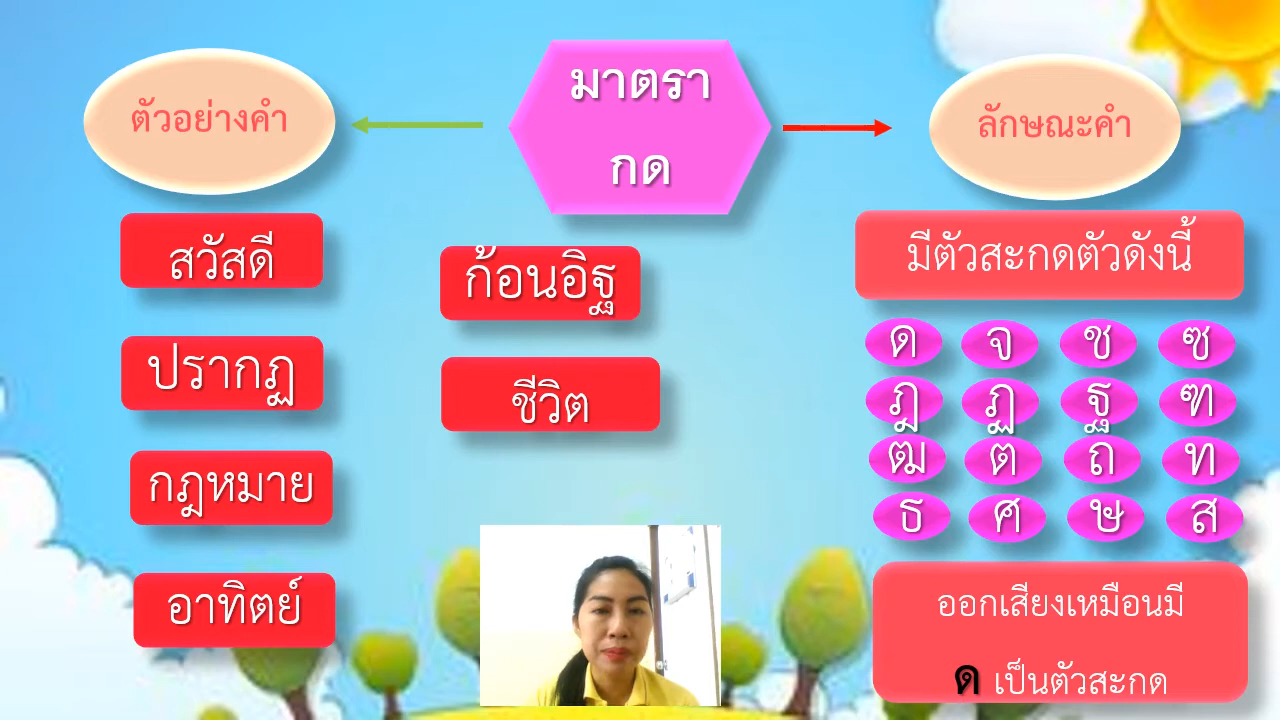 มาตรา
กด
ตัวอย่างคำ
ลักษณะคำ
สวัสดี
ปรากฏ
กฎหมาย
อาทิตย์
ก้อนอิฐ
ชีวิต
มีตัวสะกดตัวดังนี้
ด จ ช ซ
ฎ ฏ ฐ ฑ
ฒ ต ถ ท
ธ ศ ษ ส
ออกเสียงเหมือนมี
ด เป็นตัวสะกด